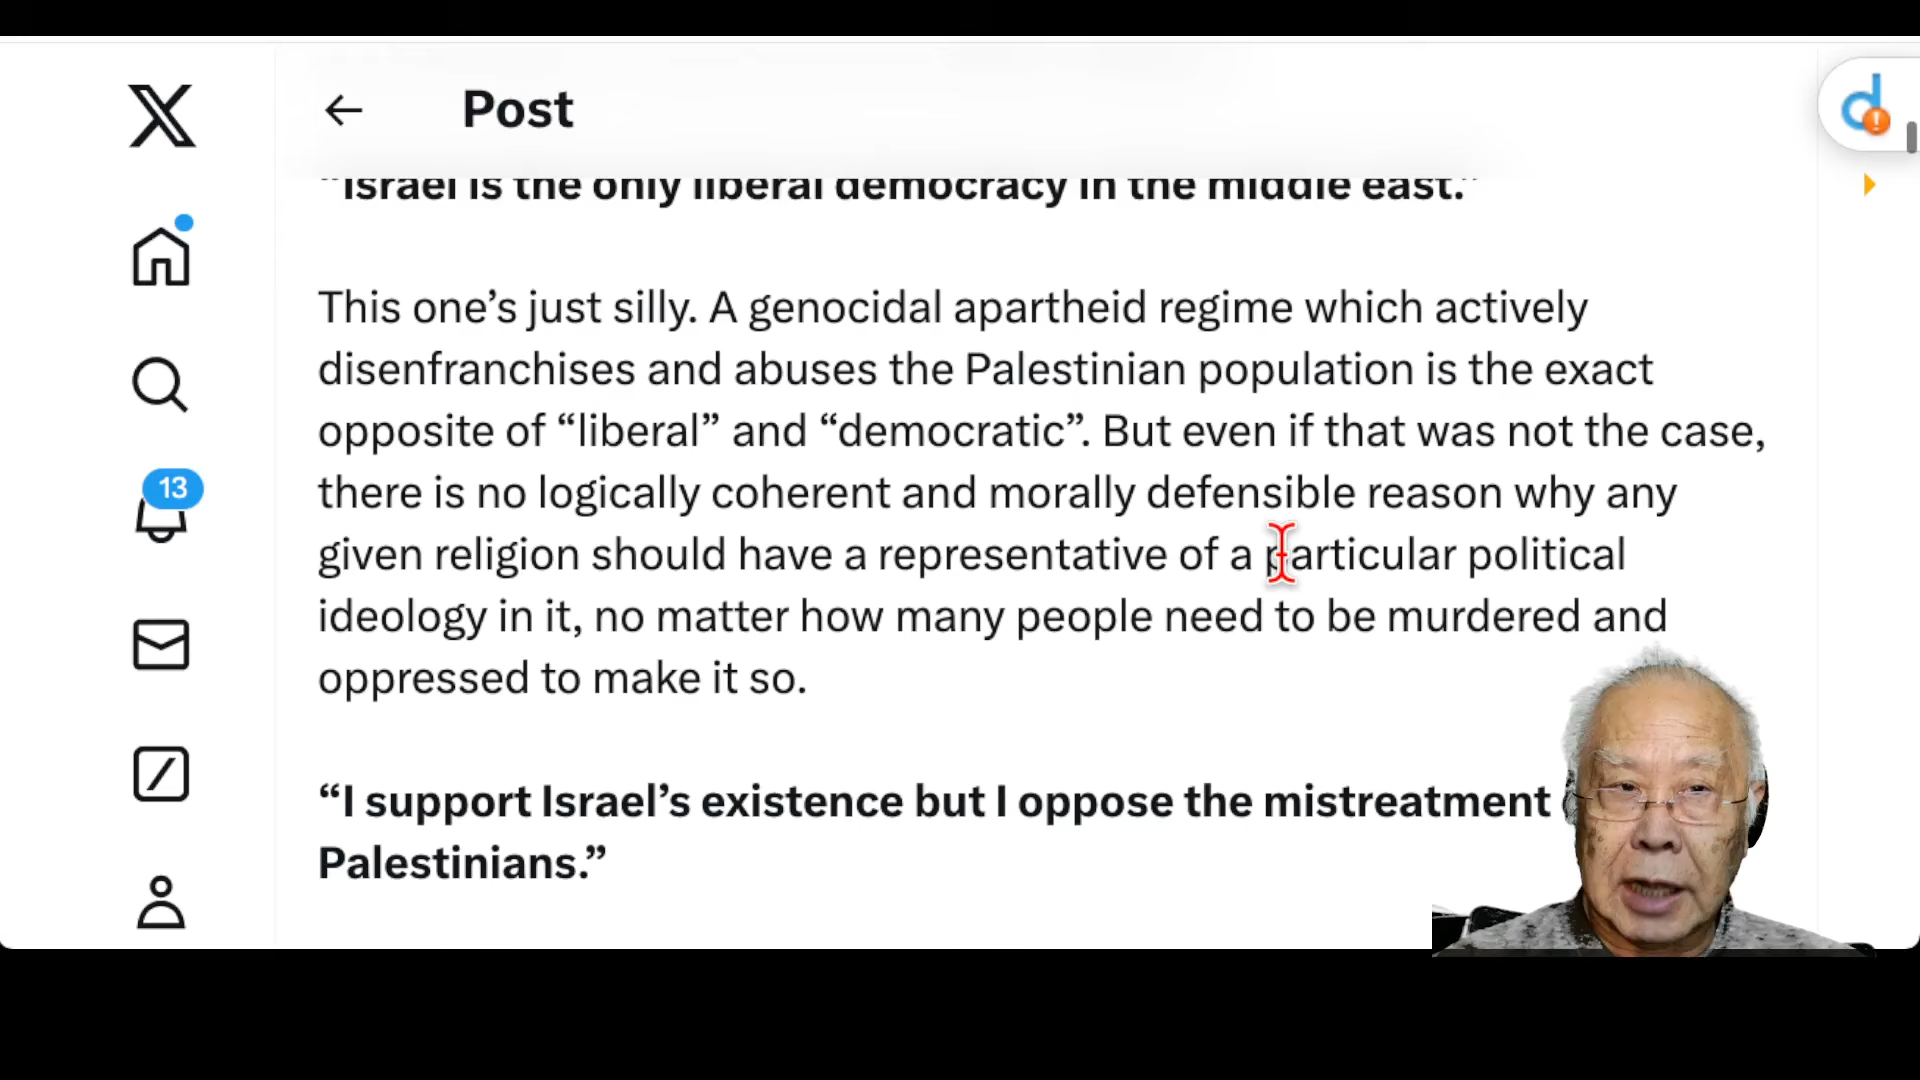 Post
“Israel is the only liberal democracy in the middle east.”
This one’s just silly. A genocidal apartheid regime which actively
disenfranchises and abuses the Palestinian population is the exact
opposite of “liberal” and “democratic”. But even if that was not the case,
there is no logically coherent and morally defensible reason why any
given religion should have a representative of a particular political
ideology in it, no matter how many people need to be murdered and
oppressed to make it so.
13
“I support Israel’s existence but I oppose the mistreatment
Palestinians.”